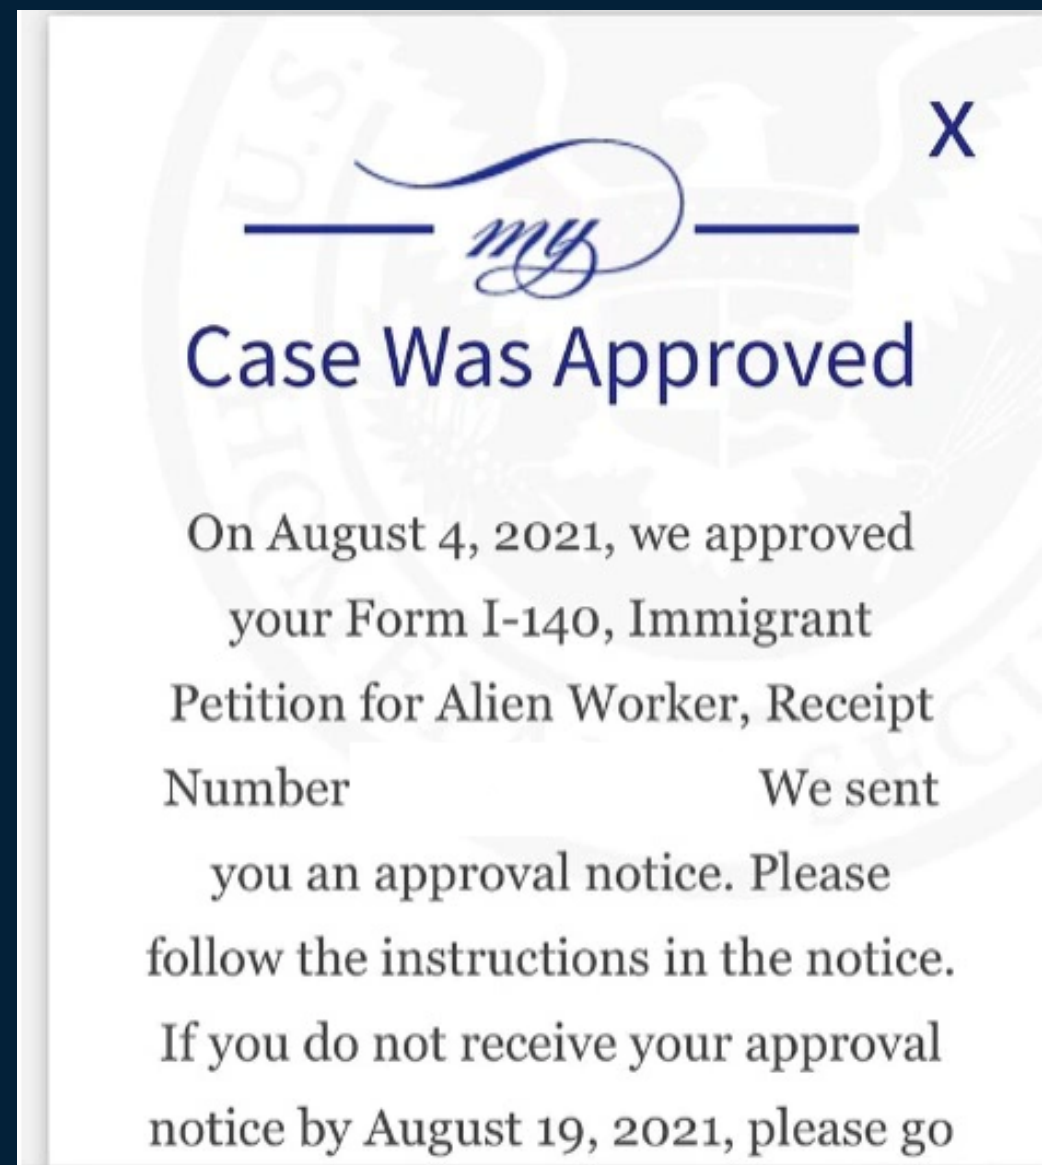 X
my
Case Was Approved
On August 4, 2021, we approved
your Form I-140, Immigrant
Petition for Alien Worker, Receipt
Number We sent
you an approval notice. Please
follow the instructions in the notice.
If you do not receive your approval
notice by August 19, 2021, please go
U.S.